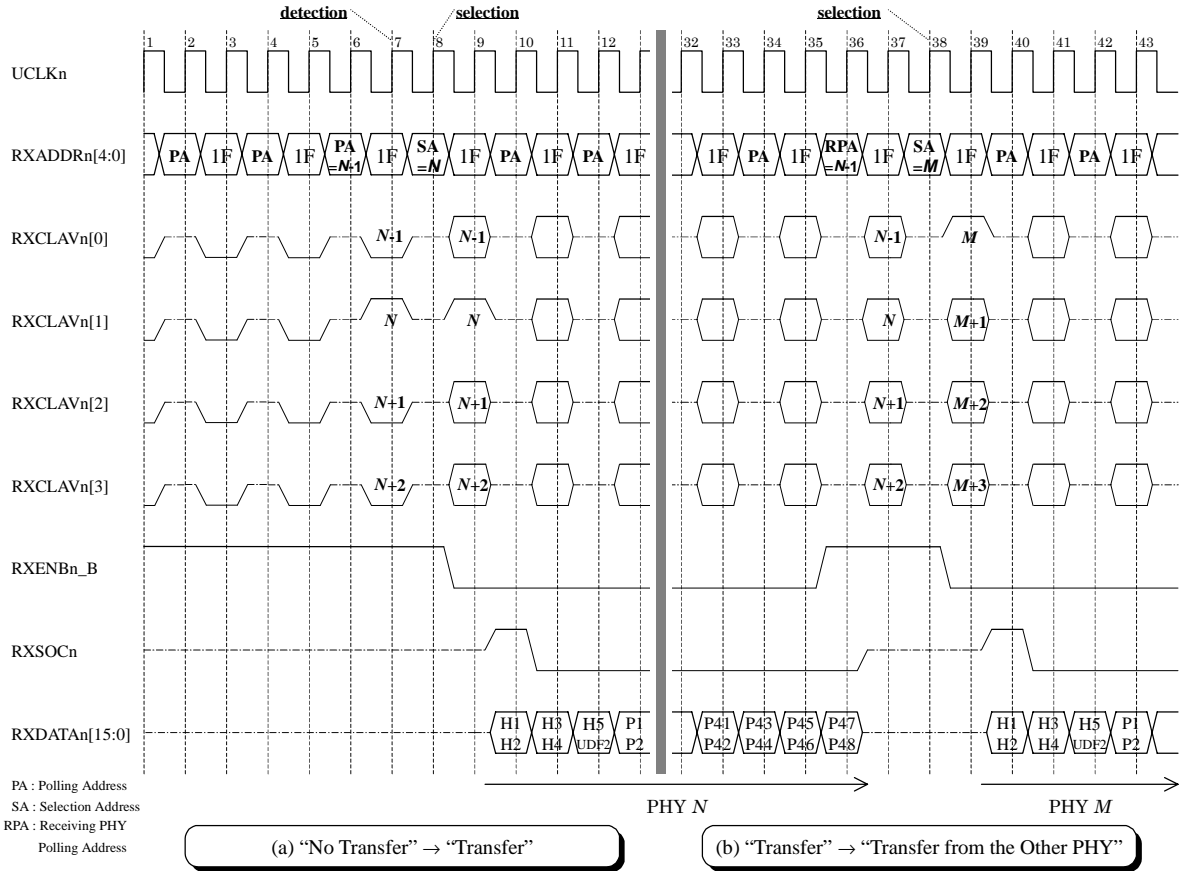 detection selection selection
1 2 3 4 5 6 7 8 9 10 11 12 32 33 34 35 36 37 38 39 40 41 42 43
UCLKn
RXADDRn[4:0] PA 1F PA 1F PA =N-1 1F SA =N 1F PA 1F PA 1F 1F PA 1F RPA =N-1 1F SA =M 1F PA 1F PA 1F
RXCLAVn[0] N-1 N-1 N-1 M
RXCLAVn[1] N N N M+1
RXCLAVn[2] N+1 N+1 N+1 M+2
RXCLAVn[3] N+2 N+2 N+2 M+3
RXENBn_B
RXSOCn
H1 H3 H5 P1 P41 P43 P45 P47 H1 H3 H5 P1
RXDATAn[15:0]
H2 H4 UDF2 P2 P42 P44 P46 P48 H2 H4 UDF2 P2
PA : Polling Address
SA : Selection Address
PHY N PHY M
RPA : Receiving PHY
Polling Address
(a) “No Transfer” → “Transfer” (b) “Transfer” → “Transfer from the Other PHY”